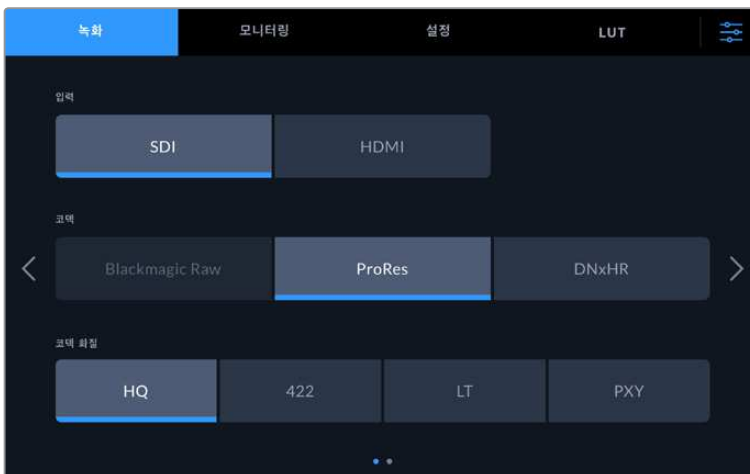 녹화 모니터링 설정 LUT
입력
SDI HDMI
코덱
Blackmagic Raw ProRes DNxHR
코덱 화질
HQ 422 LT PXY